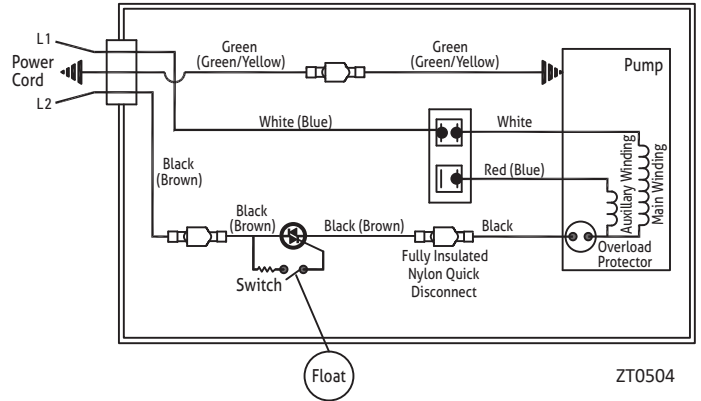 L1
Power
Cord
L2
Green
(Green/Yellow)
Green
(Green/Yellow)
Pump
White (Blue)
White
Red (Blue)
Auxillary Winding
Main Winding
Black
(Brown)
Black
(Brown)
Black (Brown)
Black
Overload
Protector
Fully Insulated
Nylon Quick
Disconnect
Switch
Float
ZT0504